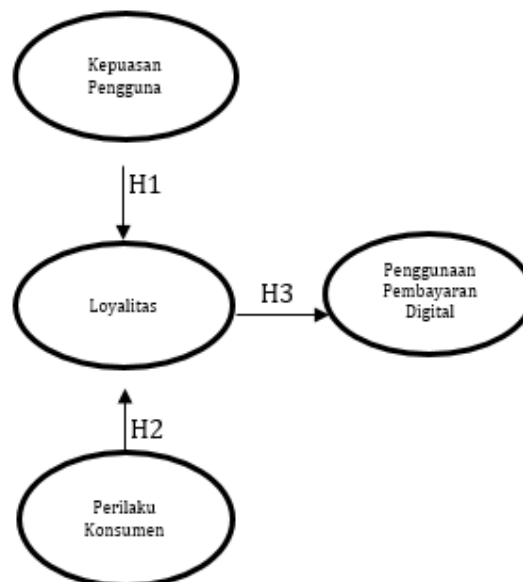 Kepuasan
Pengguna
H1
Loyalitas
H3
Penggunaan
Pembayaran
Digital
H2
Perilaku
Konsumen